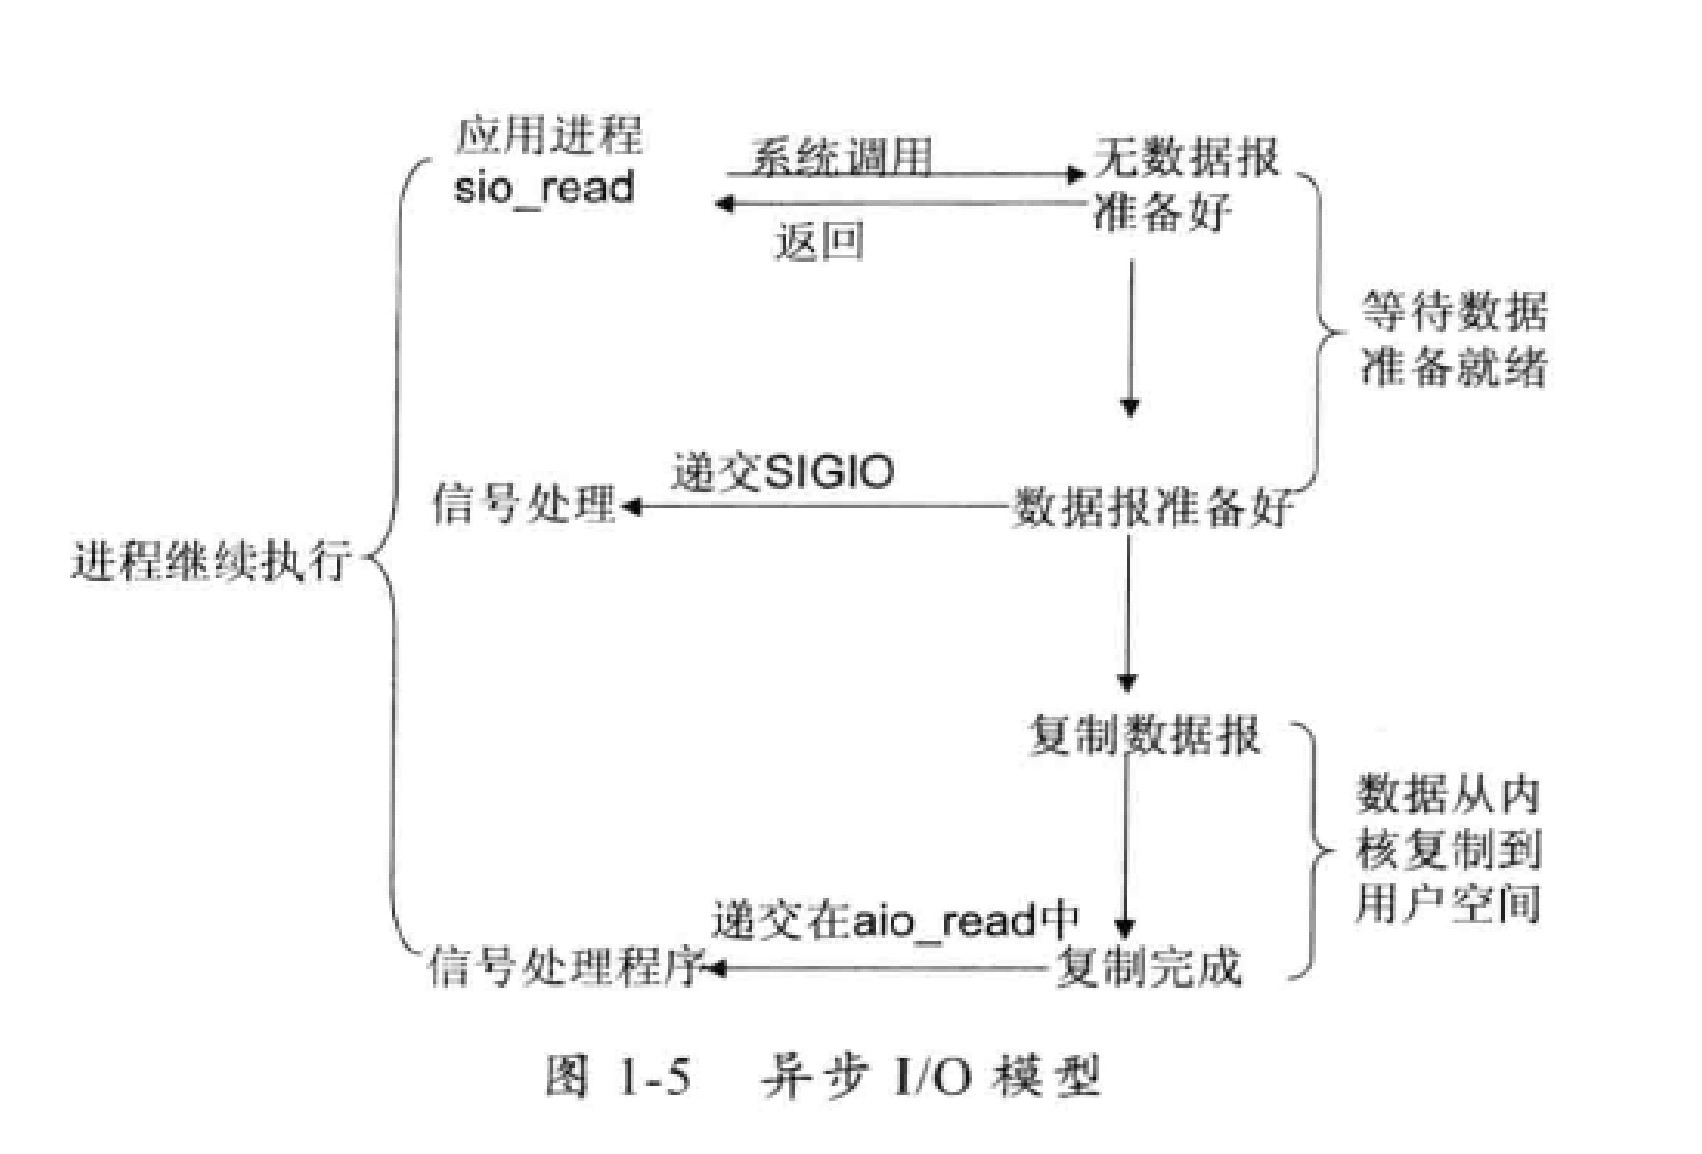 应用进程
sio_read
系统调用
返回
无数据报
准备好
等待数据
准备就绪
递交SIGIO
信号处理
数据报准备好
进程继续执行
复制数据报
数据从内
核复制到
用户空间
递交在aio_read中
信号处理程序
复制完成
图 1-5 异步 I/O 模型